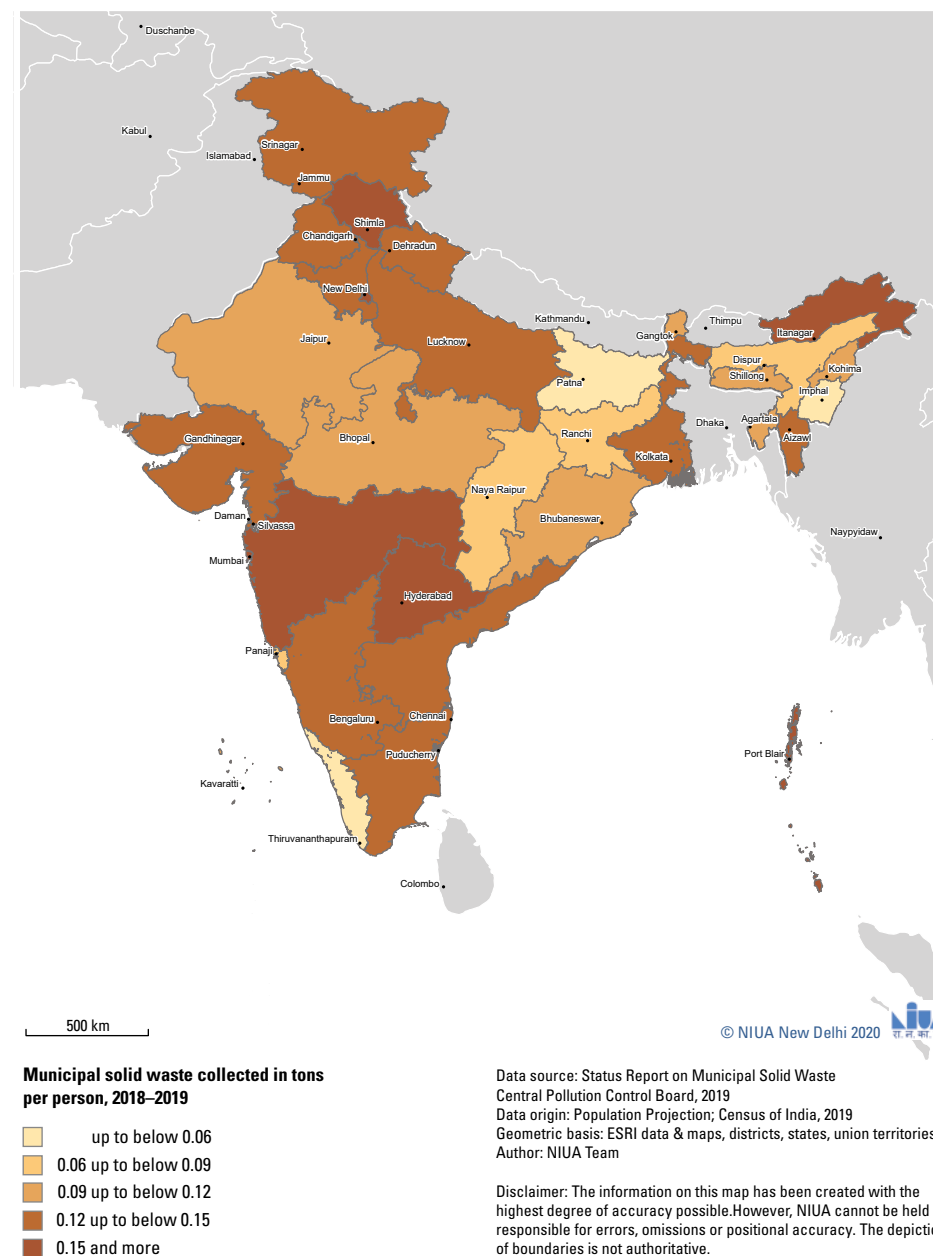 Duschanbe
Kabul
Srinagar
Islamabad
Jammu
Shimla
Chandigarh
Dehradun
New Delhi
Kathmandu
Thimpu
Gangtok
Itanagar
Jaipur
Lucknow
Dispur
Kohima
Shillong
Patna
Imphal
Dhaka
Agartala
Gandhinagar
Bhopal
Ranchi
Aizawl
Kolkata
Naya Raipur
Daman
Silvassa
Bhubaneswar
Naypyidaw
Mumbai
Hyderabad
Panaji
Bengaluru
Chennai
Puducherry
Port Blair
Kavaratti
Thiruvananthapuram
Colombo
500 km
© NIUA New Delhi 2020
Municipal solid waste collected in tons
per person, 2018–2019
up to below 0.06
0.06 up to below 0.09
0.09 up to below 0.12
0.12 up to below 0.15
0.15 and more
Data source: Status Report on Municipal Solid Waste
Central Pollution Control Board, 2019
Data origin: Population Projection; Census of India, 2019
Geometric basis: ESRI data & maps, districts, states, union territories
Author: NIUA Team
Disclaimer: The information on this map has been created with the
highest degree of accuracy possible.However, NIUA cannot be held
responsible for errors, omissions or positional accuracy. The depicti
of boundaries is not authoritative.